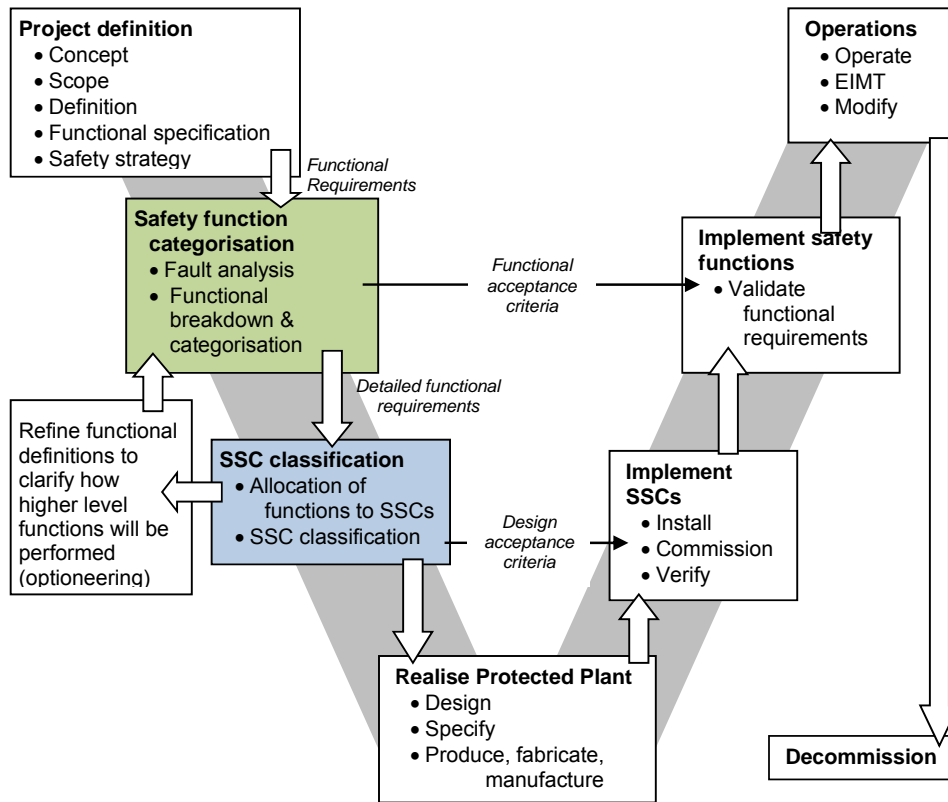 Project definition
• Concept
• Scope
• Definition
• Functional specification
• Safety strategy
Functional
Requirements
Safety function
categorisation
• Fault analysis
• Functional
breakdown &
categorisation
Detailed functional
requirements
Refine functional
definitions to
clarify how
higher level
functions will be
performed
(optioneering)
SSC classification
• Allocation of
functions to SSCs
• SSC classification
Functional
acceptance
criteria
Design
acceptance
criteria
Realise Protected Plant
• Design
• Specify
• Produce, fabricate,
manufacture
Implement
SSCs
• Install
• Commission
• Verify
Implement safety
functions
• Validate
functional
requirements
Operations
• Operate
• EIMT
• Modify
Decommission